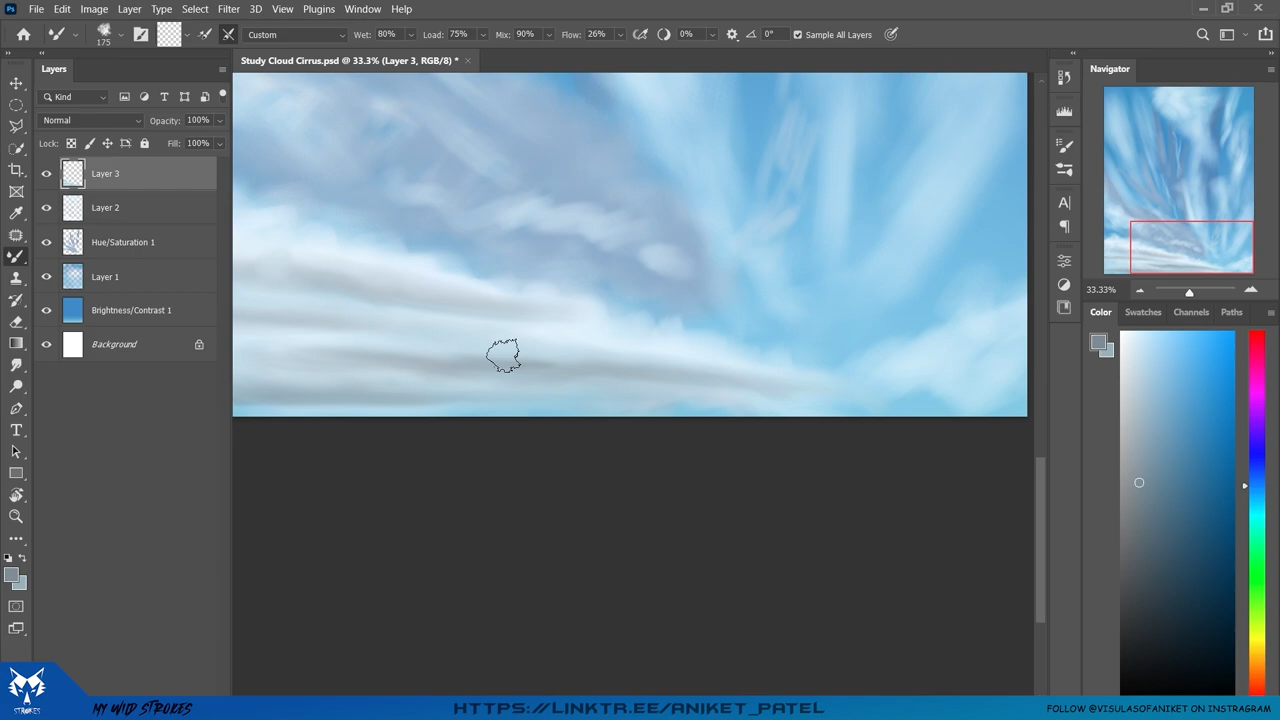 Ps File Edit Image Layer Type Select Filter 3D View Plugins Window Help
175 Custom Wet: 80% Load: 75% Mix: 90% Flow: 26% 0% 0° Sample All Layers
Study Cloud Cirrus.psd @ 33.3% (Layer 3, RGB/8) *
Layers
Kind
Normal Opacity: 100%
Lock: Fill: 100%
Layer 3
Layer 2
Hue/Saturation 1
Layer 1
Brightness/Contrast 1
Background
Navigator
33.33%
Color Swatches Channels Paths
STROKES
MY WILD STROKES
HTTPS://LINKTR.EE/ANIKET_PATEL
FOLLOW @VISULASOFANIKET ON INSTAGRAM